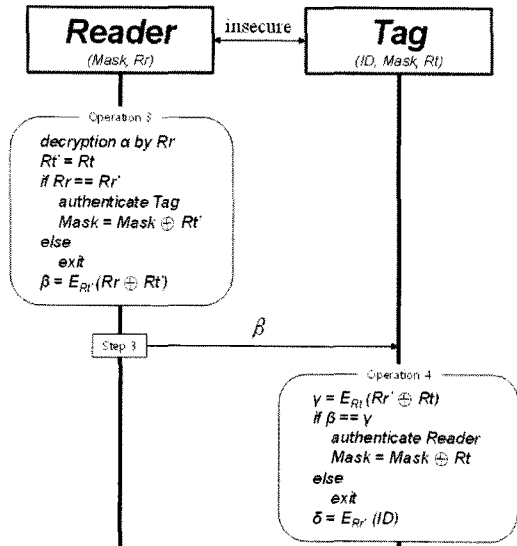 Reader
(Mask, Rr)
insecure
Tag
(ID, Mask, Rt)
Operation 3
decryption α by Rr
Rt' = Rt
if Rr == Rr'
authenticate Tag
Mask = Mask ⊕ Rt'
else
exit
β = E_Rt'(Rr ⊕ Rt')
Step 3
β
Operation 4
γ = E_Rt(Rr' ⊕ Rt)
if β == γ
authenticate Reader
Mask = Mask ⊕ Rt
else
exit
δ = E_Rr'(ID)